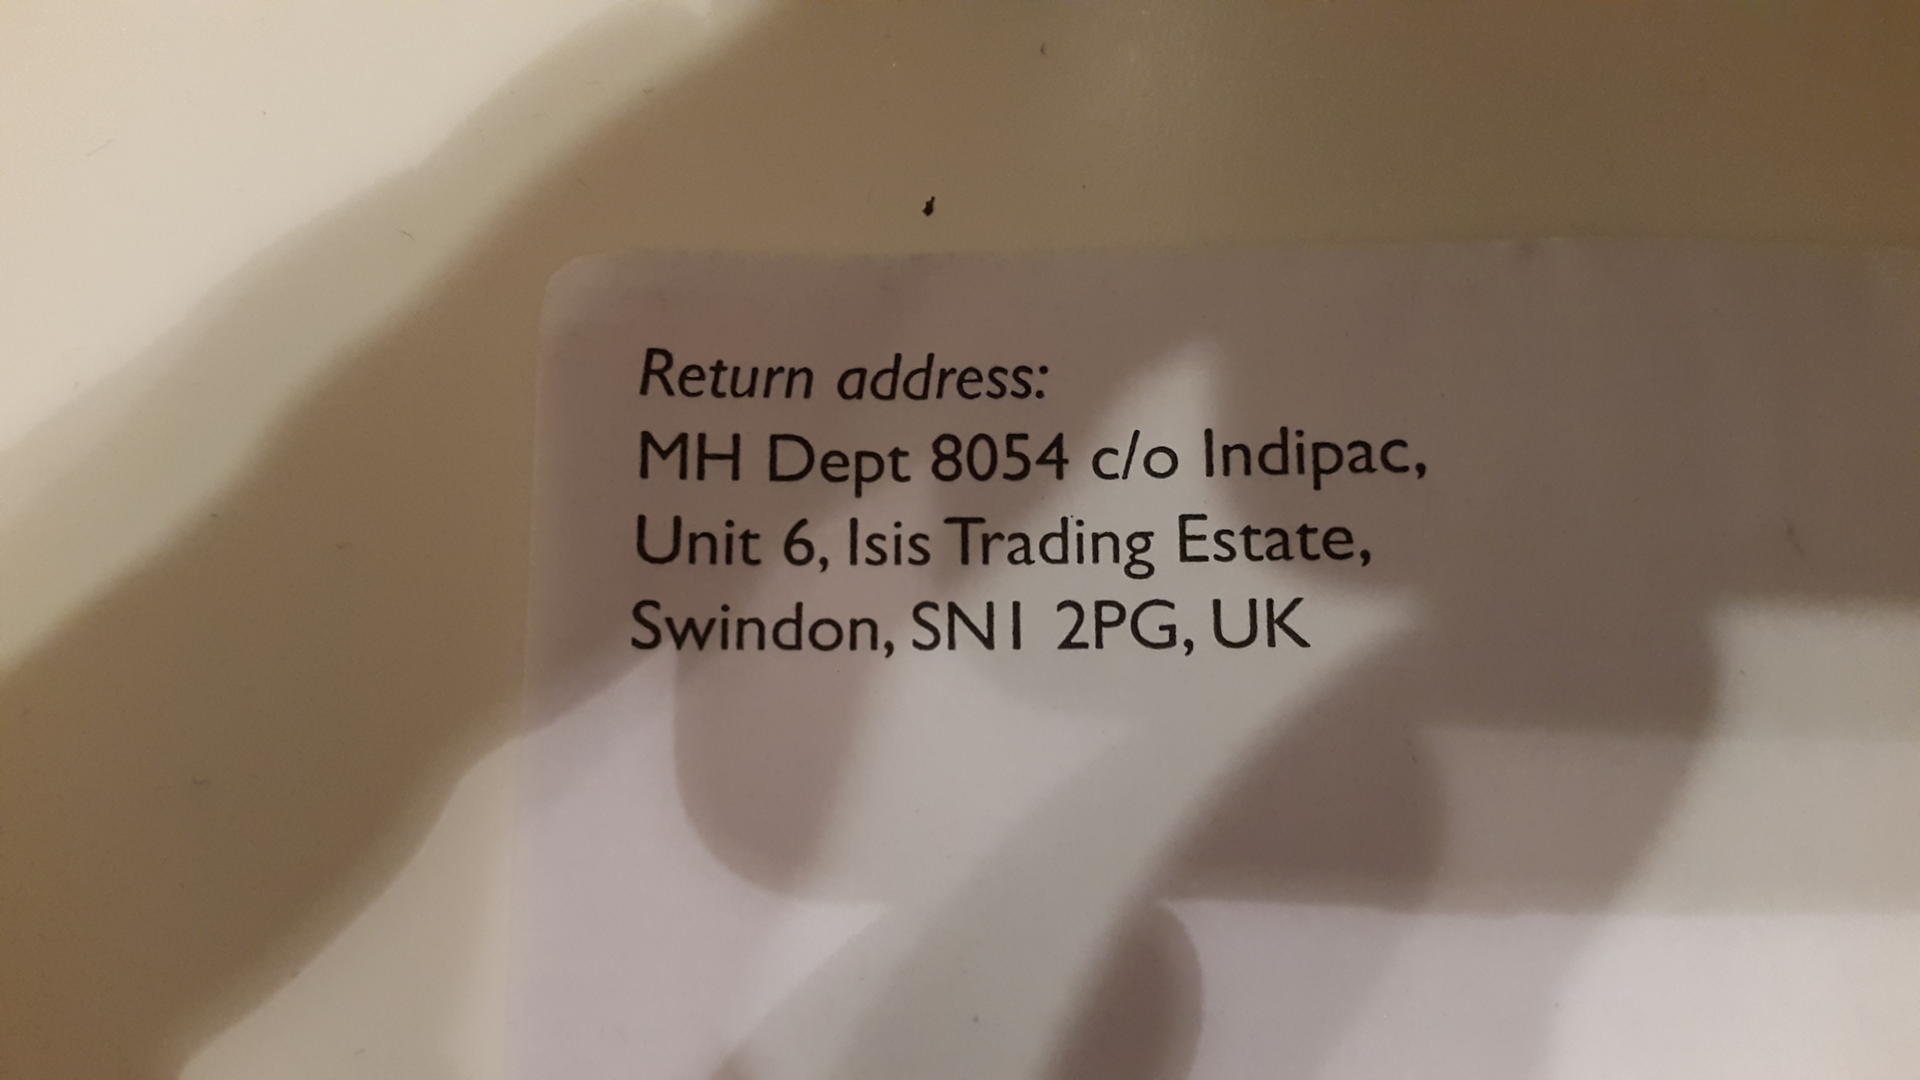 Return address:
MH Dept 8054 c/o Indipac,
Unit 6, Isis Trading Estate,
Swindon, SN1 2PG, UK